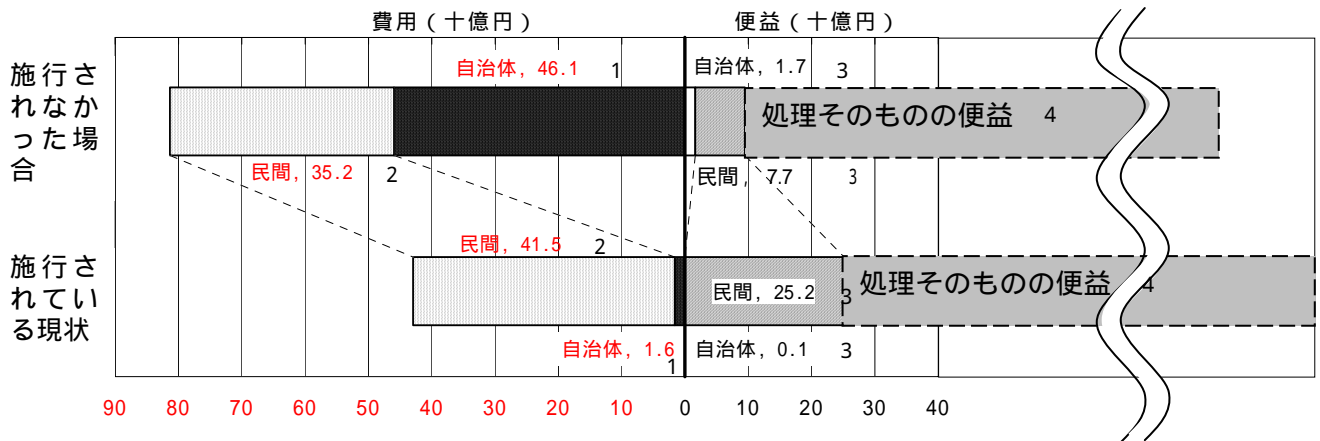 費用（十億円）
便益（十億円）
施行さ
れなか
った場
合
自治体，46.1 1
自治体，1.7 3
処理そのものの便益 4
民間，35.2 2
民間，7.7 3
施行さ
れてい
る現状
民間，41.5 2
民間，25.2 3
処理そのものの便益 4
自治体，1.6 1
自治体，0.1 3
90 80 70 60 50 40 30 20 10 0 10 20 30 40